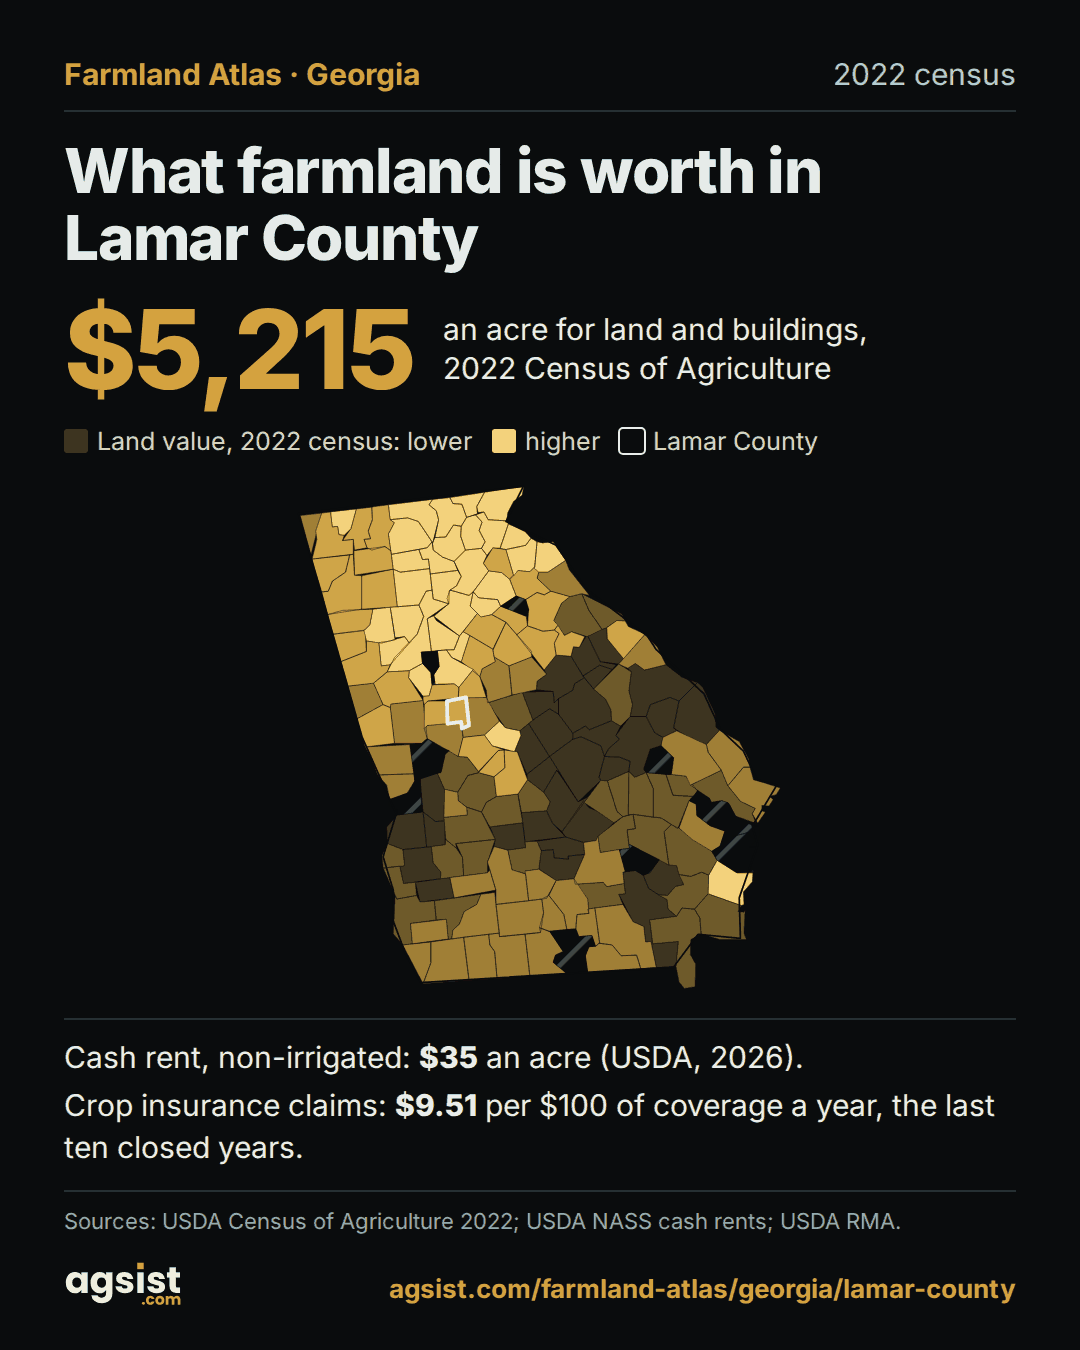 Farmland Atlas · Georgia
2022 census
What farmland is worth in
Lamar County
$5,215
an acre for land and buildings,
2022 Census of Agriculture
Land value, 2022 census: lower
higher
Lamar County
Cash rent, non-irrigated: $35 an acre (USDA, 2026).
Crop insurance claims: $9.51 per $100 of coverage a year, the last
ten closed years.
Sources: USDA Census of Agriculture 2022; USDA NASS cash rents; USDA RMA.
agsist
.com
agsist.com/farmland-atlas/georgia/lamar-county